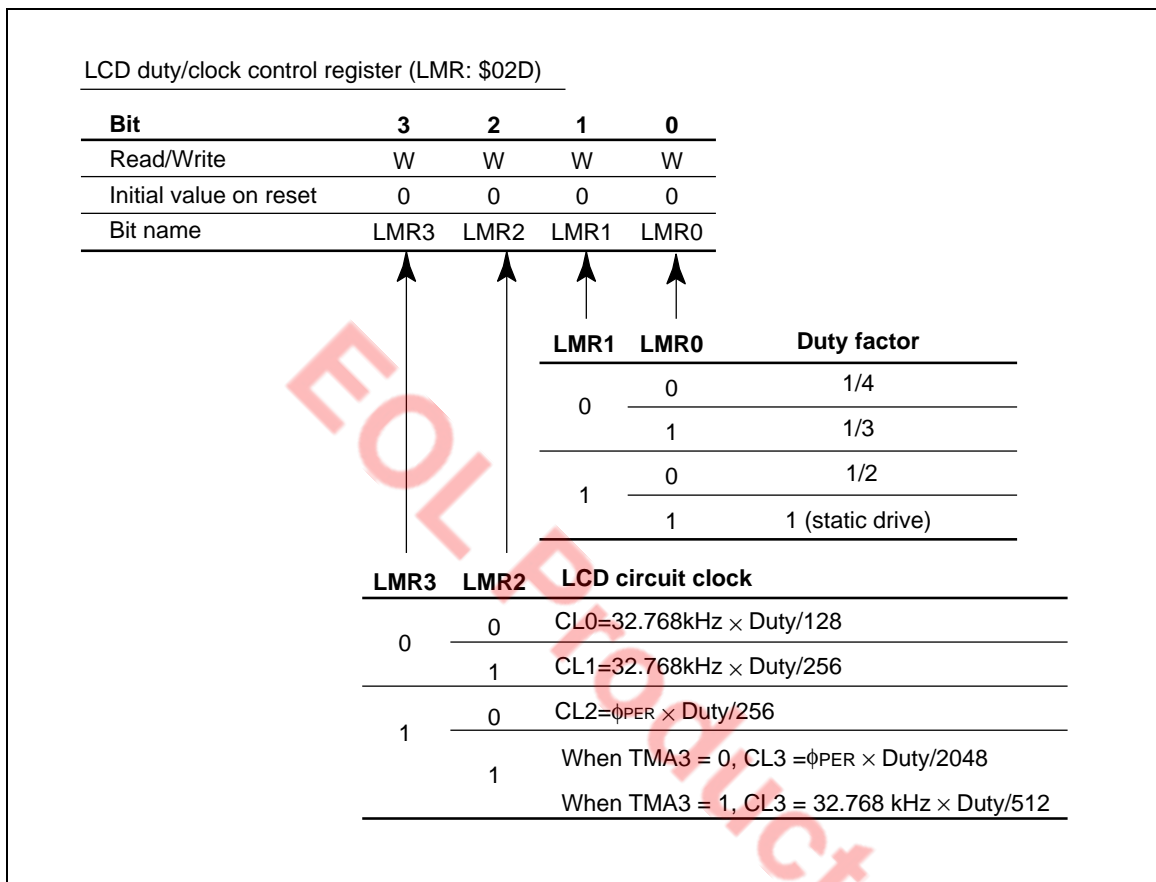 LCD duty/clock control register (LMR: $02D)
Bit 3 2 1 0
Read/Write W W W W
Initial value on reset 0 0 0 0
Bit name LMR3 LMR2 LMR1 LMR0
LMR1 LMR0 Duty factor
0 0 1/4
1 1/3
1 0 1/2
1 1 (static drive)
LMR3 LMR2 LCD circuit clock
0 0 CL0=32.768kHz × Duty/128
1 CL1=32.768kHz × Duty/256
1 0 CL2=ϕPER × Duty/256
1 When TMA3 = 0, CL3 =ϕPER × Duty/2048
When TMA3 = 1, CL3 = 32.768 kHz × Duty/512
EOL Product